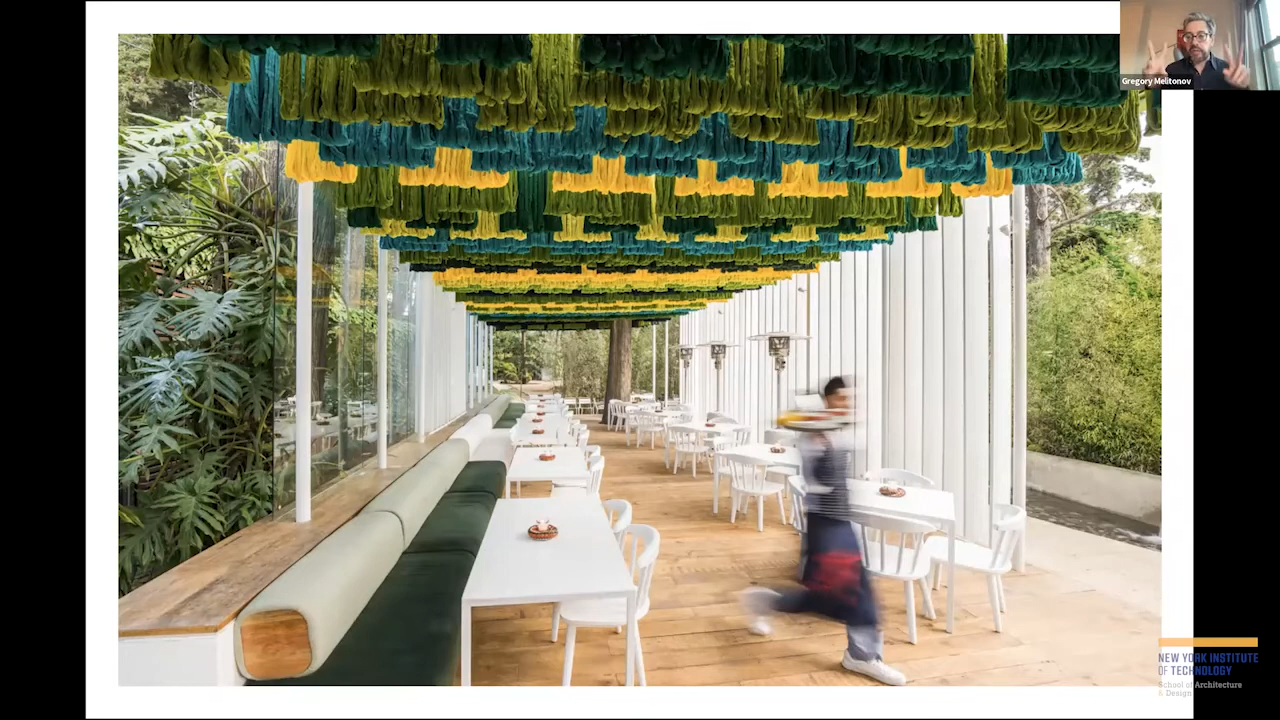 Gregory Melitonov
NEW YORK INSTITUTE
OF TECHNOLOGY
School of Architecture
& Design